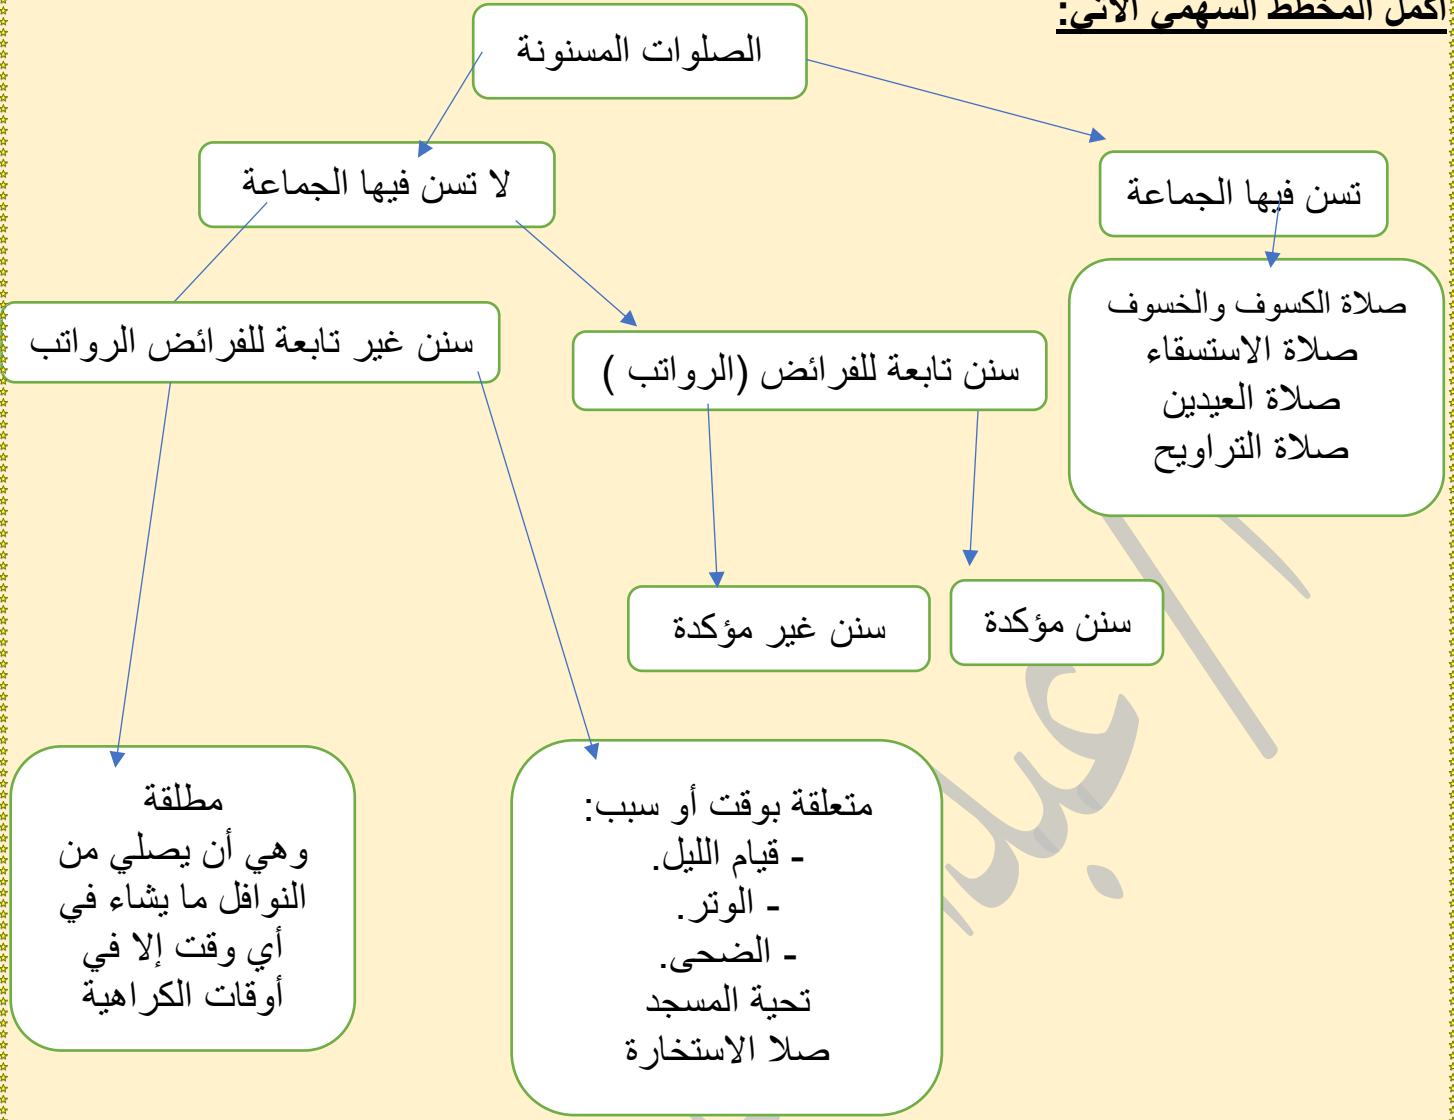 أكمل المخطط السهمي الآتي:
الصلوات المسنونة
تسن فيها الجماعة
لا تسن فيها الجماعة
صلاة الكسوف والخسوف
صلاة الاستسقاء
صلاة العيدين
صلاة التراويح
سنن تابعة للفرائض (الرواتب )
سنن غير تابعة للفرائض الرواتب
سنن مؤكدة
سنن غير مؤكدة
متعلقة بوقت أو سبب:
- قيام الليل.
- الوتر.
- الضحى.
تحية المسجد
صلا الاستخارة
مطلقة
وهي أن يصلي من
النوافل ما يشاء في
أي وقت إلا في
أوقات الكراهية